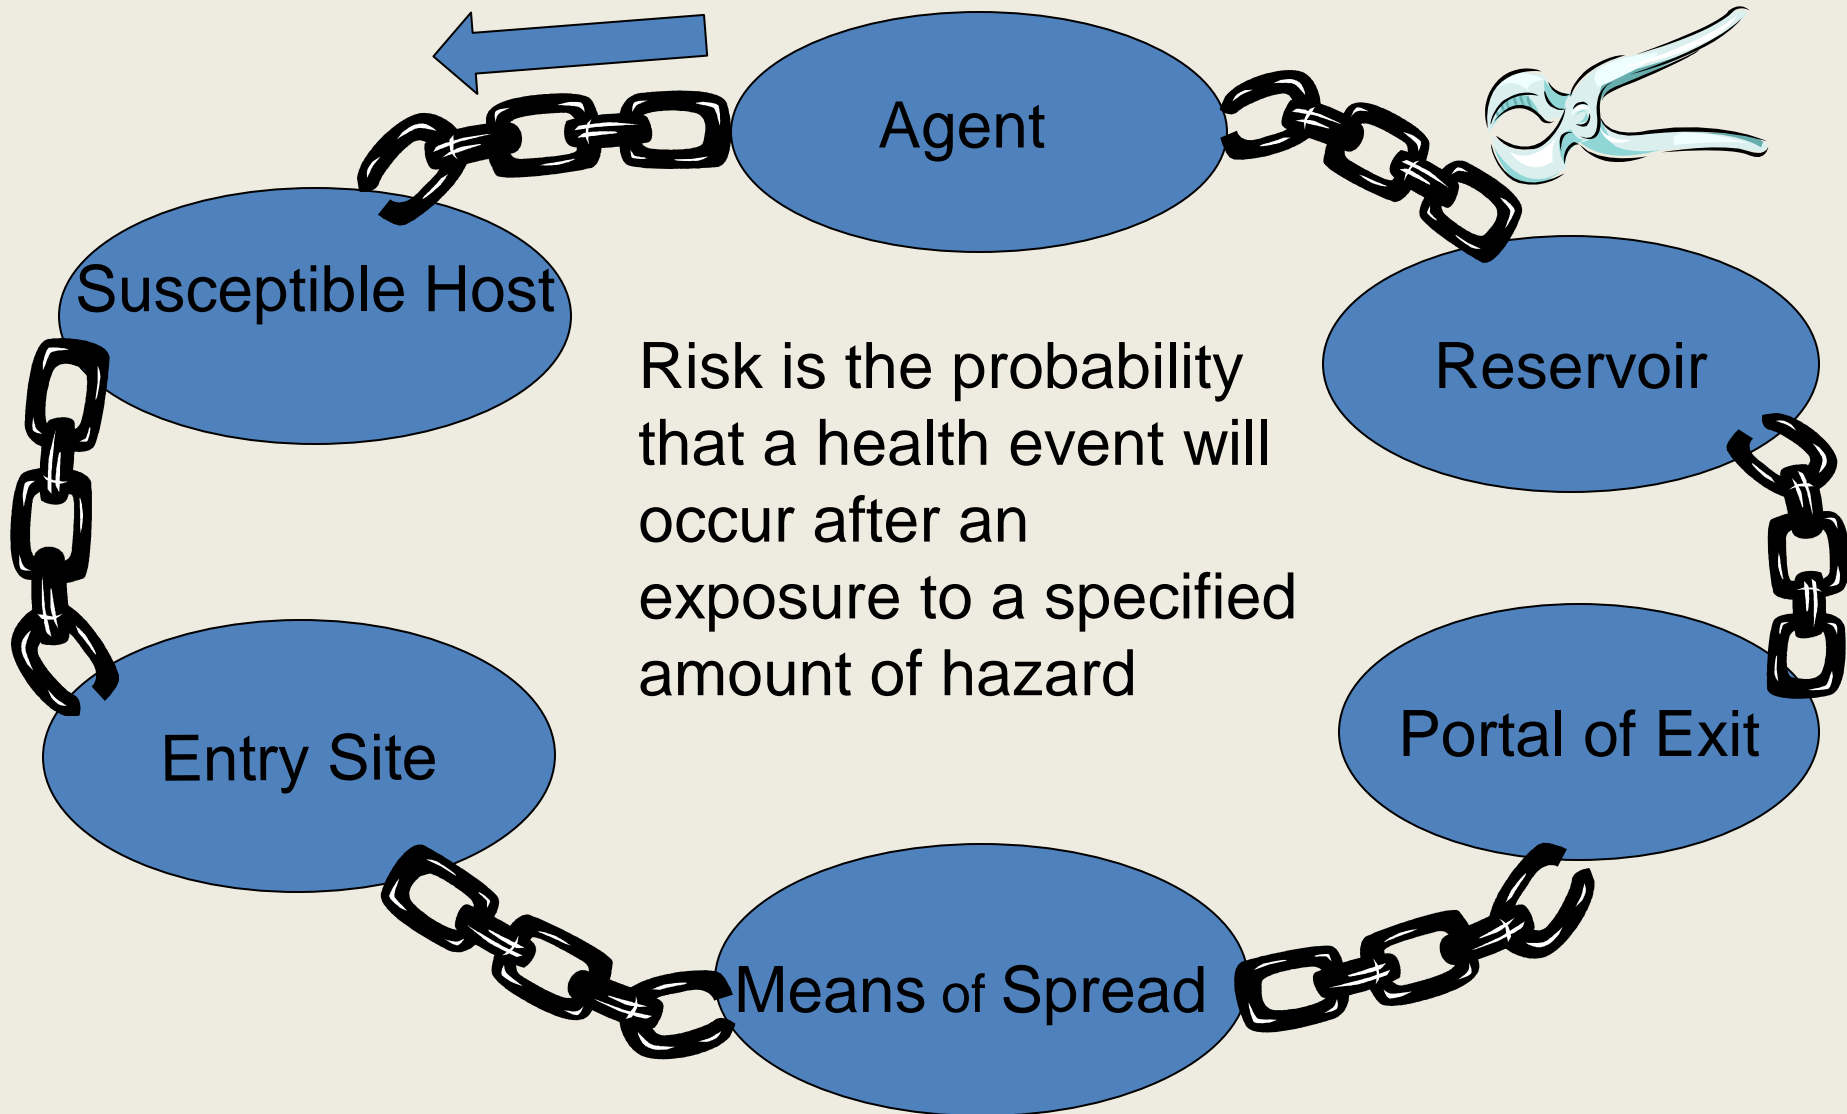 Agent
Susceptible Host
Reservoir
Risk is the probability
that a health event will
occur after an
exposure to a specified
amount of hazard
Entry Site
Portal of Exit
Means of Spread